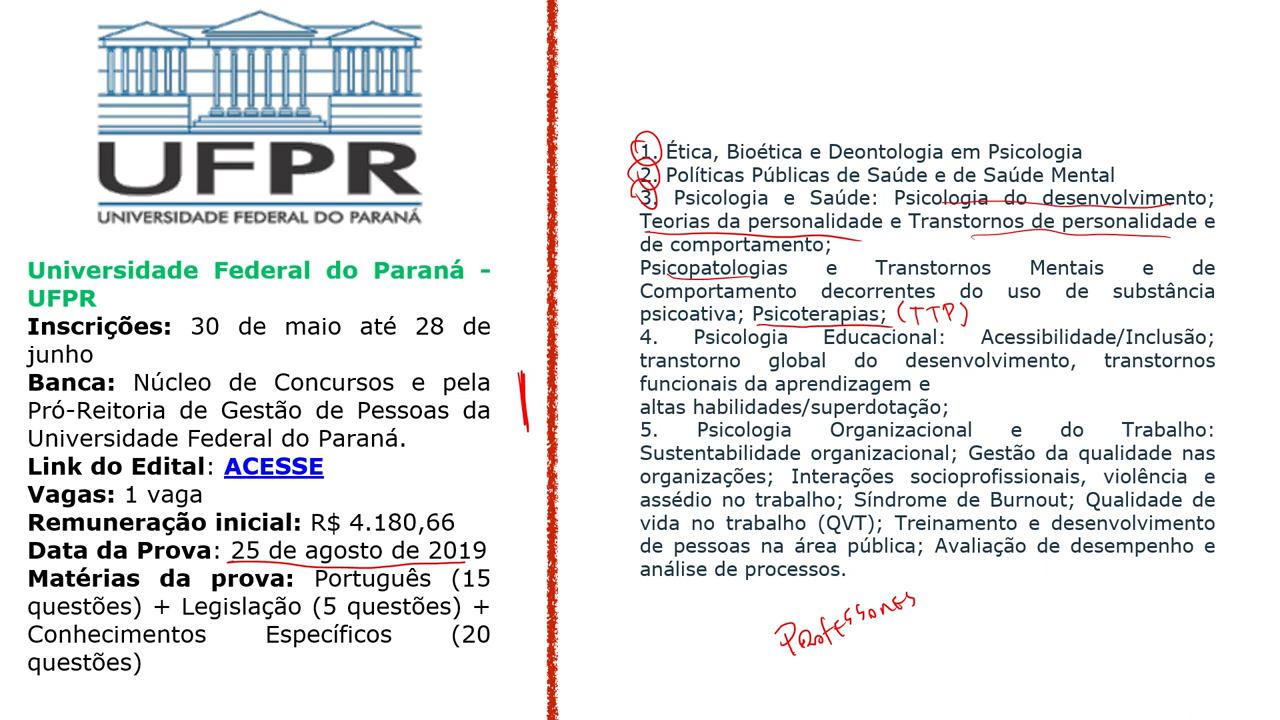 UFPR
UNIVERSIDADE FEDERAL DO PARANÁ
Universidade Federal do Paraná -
UFPR
Inscrições: 30 de maio até 28 de
junho
Banca: Núcleo de Concursos e pela
Pró-Reitoria de Gestão de Pessoas da
Universidade Federal do Paraná.
Link do Edital: ACESSE
Vagas: 1 vaga
Remuneração inicial: R$ 4.180,66
Data da Prova: 25 de agosto de 2019
Matérias da prova: Português (15
questões) + Legislação (5 questões) +
Conhecimentos Específicos (20
questões)
1. Ética, Bioética e Deontologia em Psicologia
2. Políticas Públicas de Saúde e de Saúde Mental
3. Psicologia e Saúde: Psicologia do desenvolvimento;
Teorias da personalidade e Transtornos de personalidade e
de comportamento;
Psicopatologias e Transtornos Mentais e de
Comportamento decorrentes do uso de substância
psicoativa; Psicoterapias; (TTP)
4. Psicologia Educacional: Acessibilidade/Inclusão;
transtorno global do desenvolvimento, transtornos
funcionais da aprendizagem e
altas habilidades/superdotação;
5. Psicologia Organizacional e do Trabalho:
Sustentabilidade organizacional; Gestão da qualidade nas
organizações; Interações socioprofissionais, violência e
assédio no trabalho; Síndrome de Burnout; Qualidade de
vida no trabalho (QVT); Treinamento e desenvolvimento
de pessoas na área pública; Avaliação de desempenho e
análise de processos.
Professores